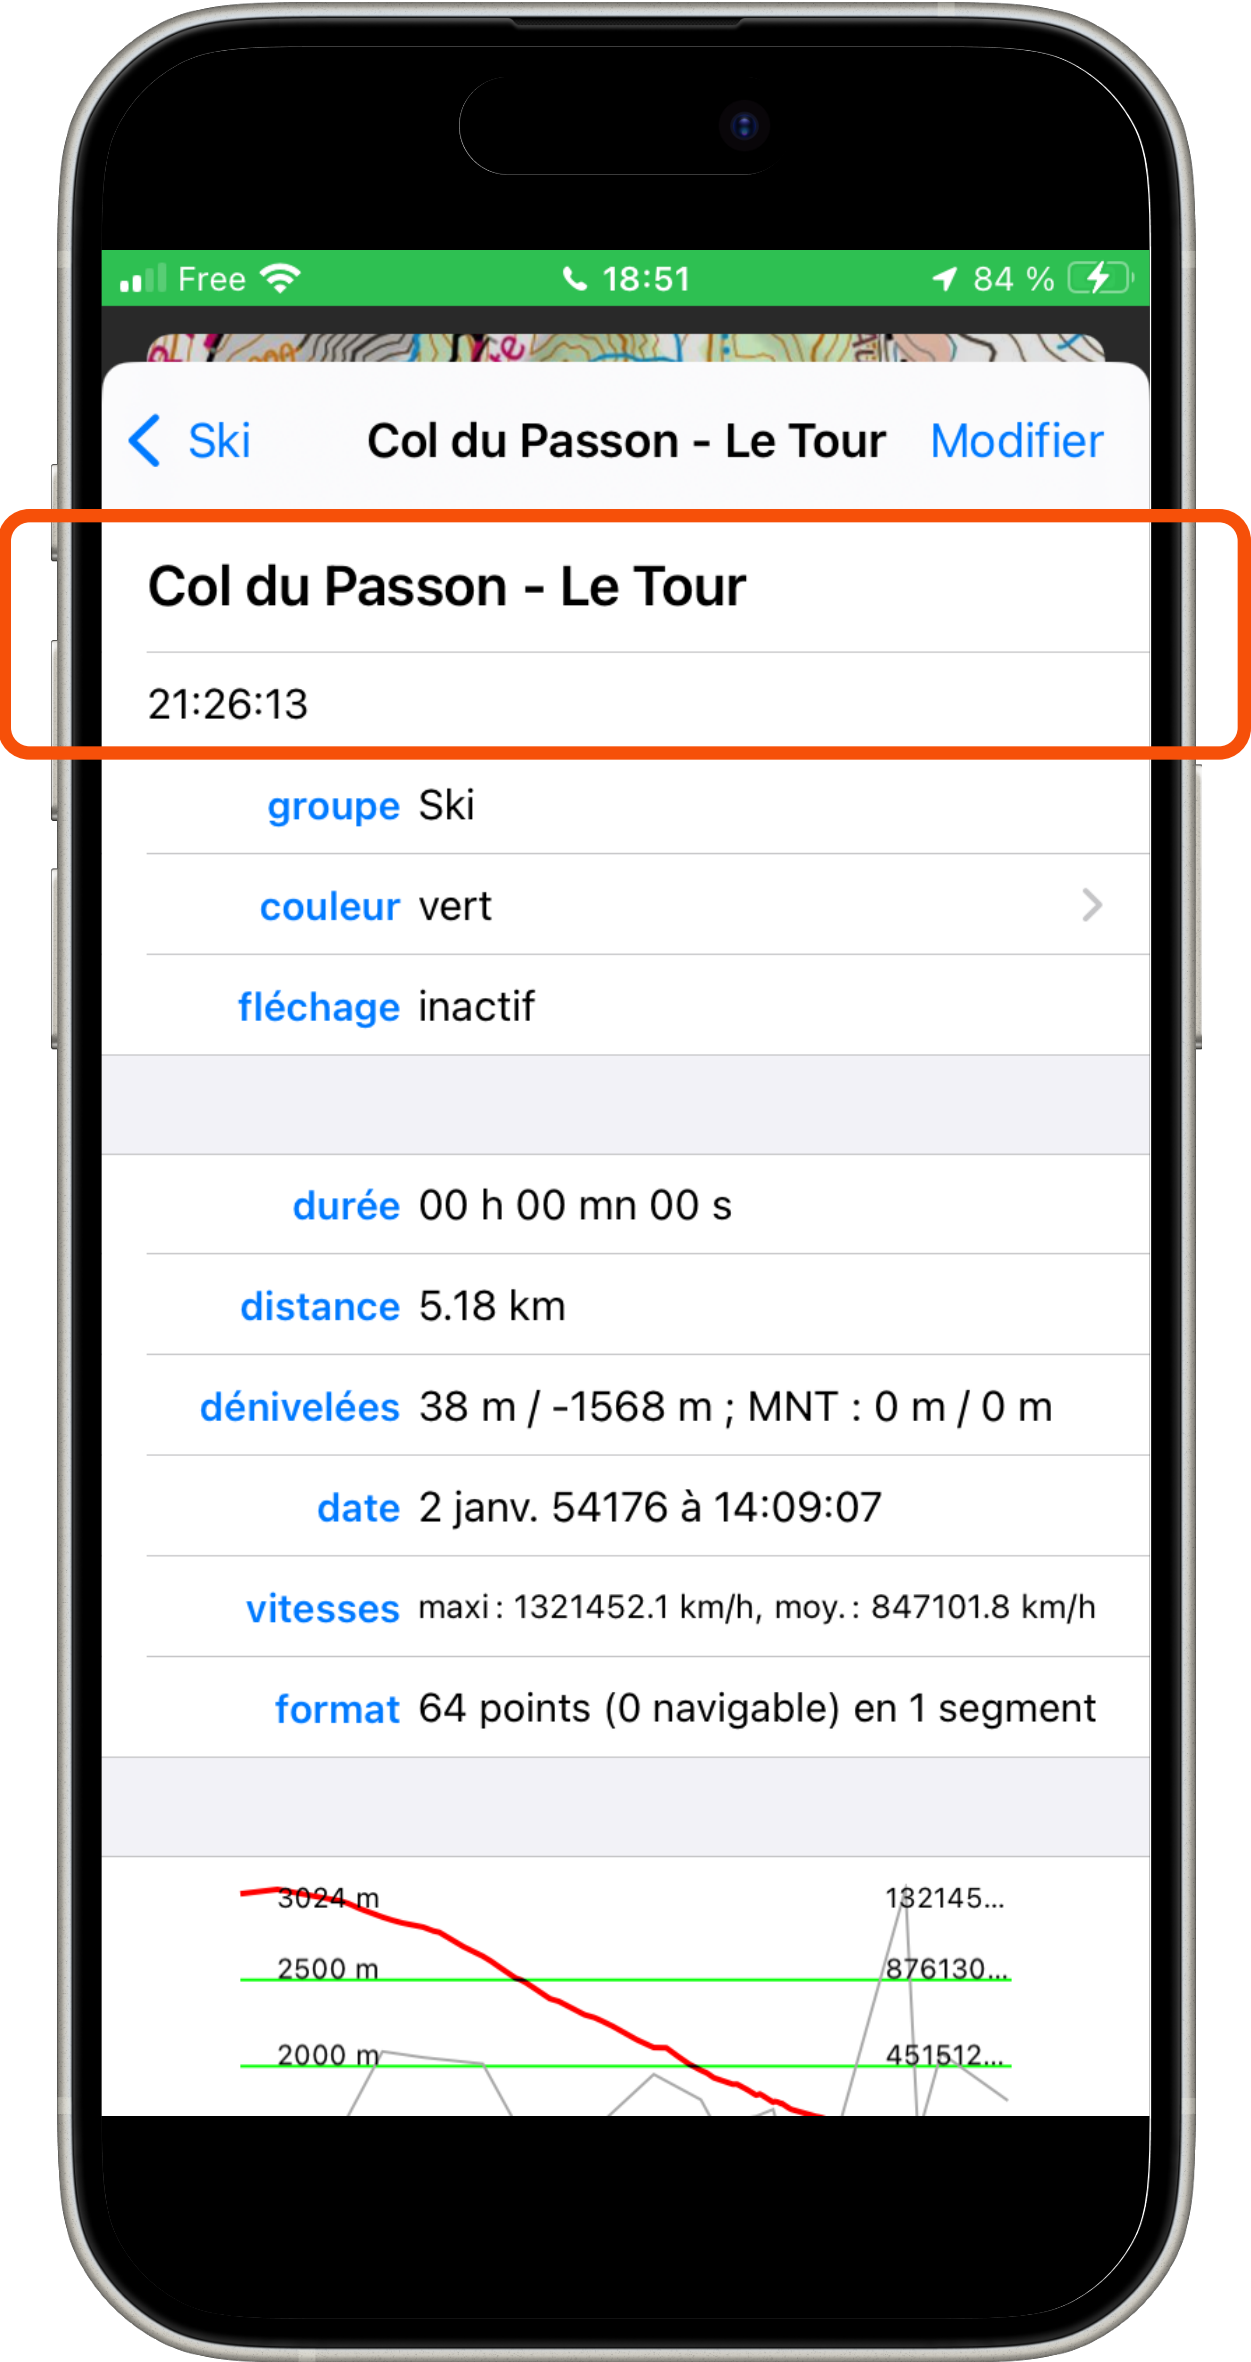 Free 18:51 84 %
Ski Col du Passon - Le Tour Modifier
Col du Passon - Le Tour
21:26:13
groupe Ski
couleur vert
fléchage inactif
durée 00 h 00 mn 00 s
distance 5.18 km
dénivelées 38 m / -1568 m ; MNT : 0 m / 0 m
date 2 janv. 54176 à 14:09:07
vitesses maxi : 1321452.1 km/h, moy. : 847101.8 km/h
format 64 points (0 navigable) en 1 segment
3024 m 132145...
2500 m 876130...
2000 m 451512...